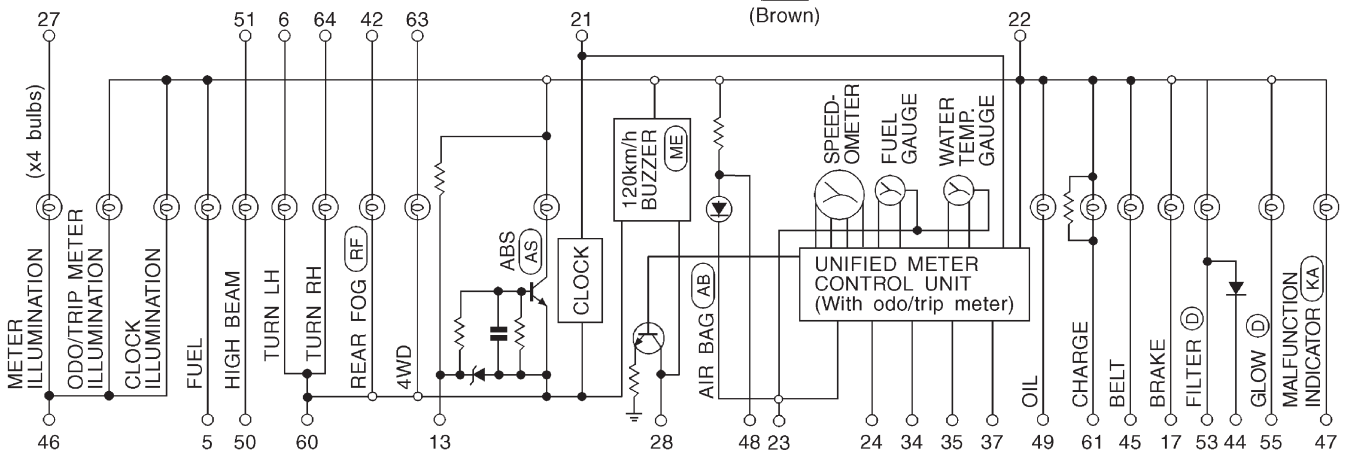 (Brown)
27
51
6
64
42
63
21
22
(x4 bulbs)
120km/h
BUZZER
ME
SPEED-
OMETER
FUEL
GAUGE
WATER
TEMP.
GAUGE
METER
ILLUMINATION
ODO/TRIP METER
ILLUMINATION
CLOCK
ILLUMINATION
FUEL
HIGH BEAM
TURN LH
TURN RH
REAR FOG RF
4WD
ABS
AS
CLOCK
AIR BAG AB
UNIFIED METER
CONTROL UNIT
(With odo/trip meter)
OIL
CHARGE
BELT
BRAKE
FILTER D
GLOW D
MALFUNCTION
INDICATOR KA
46
5
50
60
13
28
48
23
24
34
35
37
49
61
45
17
53
44
55
47